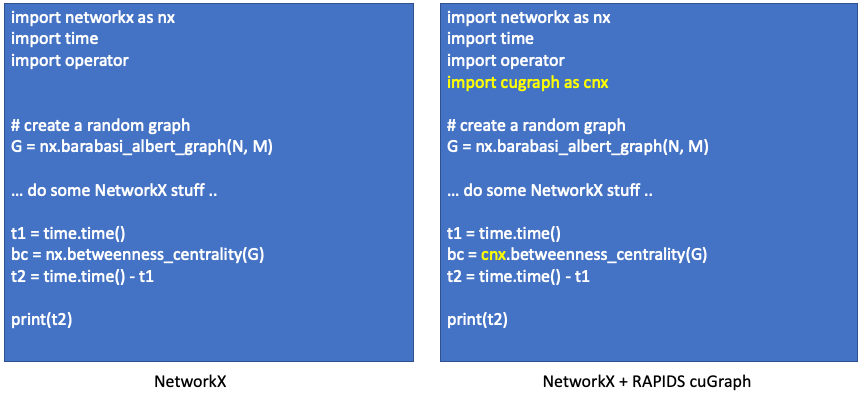 import networkx as nx
import time
import operator
# create a random graph
G = nx.barabasi_albert_graph(N, M)
... do some NetworkX stuff ..
t1 = time.time()
bc = nx.betweenness_centrality(G)
t2 = time.time() - t1
print(t2)
NetworkX
import networkx as nx
import time
import operator
import cugraph as cnx
# create a random graph
G = nx.barabasi_albert_graph(N, M)
... do some NetworkX stuff ..
t1 = time.time()
bc = cnx.betweenness_centrality(G)
t2 = time.time() - t1
print(t2)
NetworkX + RAPIDS cuGraph